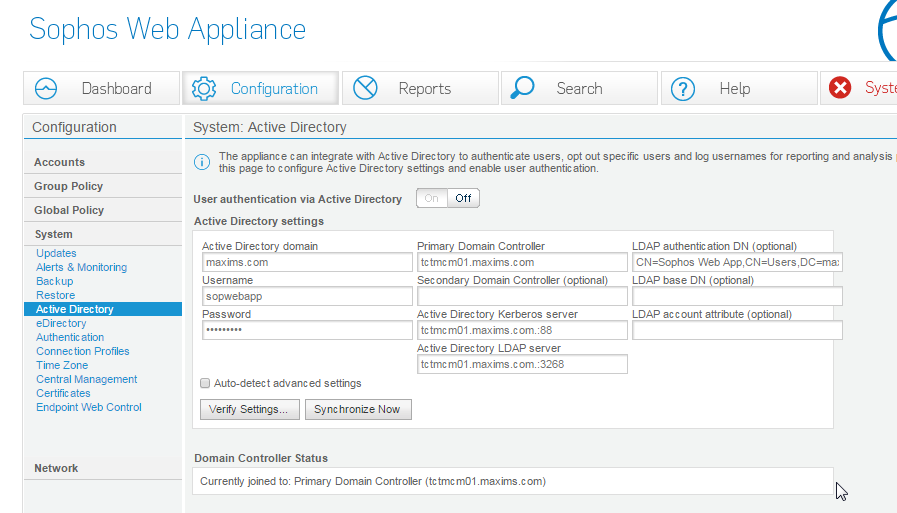 Sophos Web Appliance
Dashboard
Configuration
Reports
Search
Help
Syste
Configuration
System: Active Directory
Accounts
Group Policy
Global Policy
System
Updates
Alerts & Monitoring
Backup
Restore
Active Directory
eDirectory
Authentication
Connection Profiles
Time Zone
Central Management
Certificates
Endpoint Web Control
Network
The appliance can integrate with Active Directory to authenticate users, opt out specific users and log usernames for reporting and analysis
this page to configure Active Directory settings and enable user authentication.
User authentication via Active Directory On Off
Active Directory settings
Active Directory domain Primary Domain Controller LDAP authentication DN (optional)
maxims.com tctmcm01.maxims.com CN=Sophos Web App,CN=Users,DC=max
Username Secondary Domain Controller (optional) LDAP base DN (optional)
sopwebapp
Password Active Directory Kerberos server LDAP account attribute (optional)
••••••••• tctmcm01.maxims.com.:88
Active Directory LDAP server
tctmcm01.maxims.com.:3268
Auto-detect advanced settings
Verify Settings... Synchronize Now
Domain Controller Status
Currently joined to: Primary Domain Controller (tctmcm01.maxims.com)